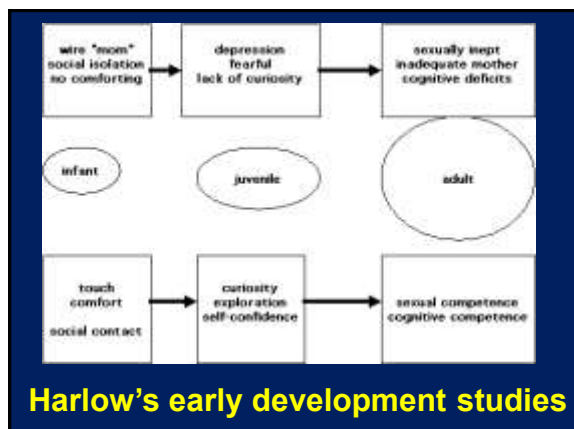 wire "mom"
social isolation
no comforting
depression
fearful
lack of curiosity
sexually inept
inadequate mother
cognitive deficits
infant
juvenile
adult
touch
comfort
social contact
curiosity
exploration
self-confidence
sexual competence
cognitive competence
Harlow's early development studies